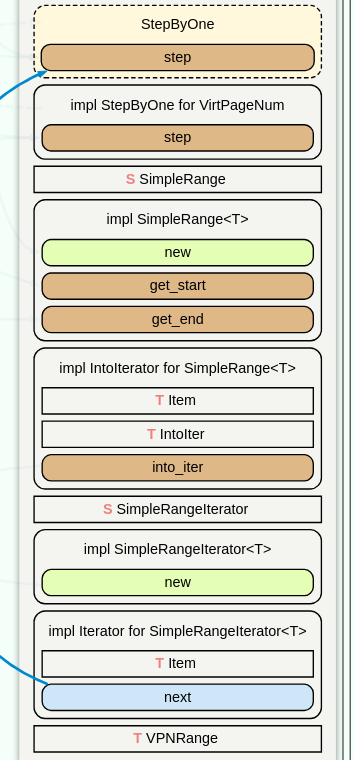 StepByOne
step
impl StepByOne for VirtPageNum
step
S SimpleRange
impl SimpleRange<T>
new
get_start
get_end
impl IntoIterator for SimpleRange<T>
T Item
T IntoIter
into_iter
S SimpleRangeIterator
impl SimpleRangeIterator<T>
new
impl Iterator for SimpleRangeIterator<T>
T Item
next
T VPNRange